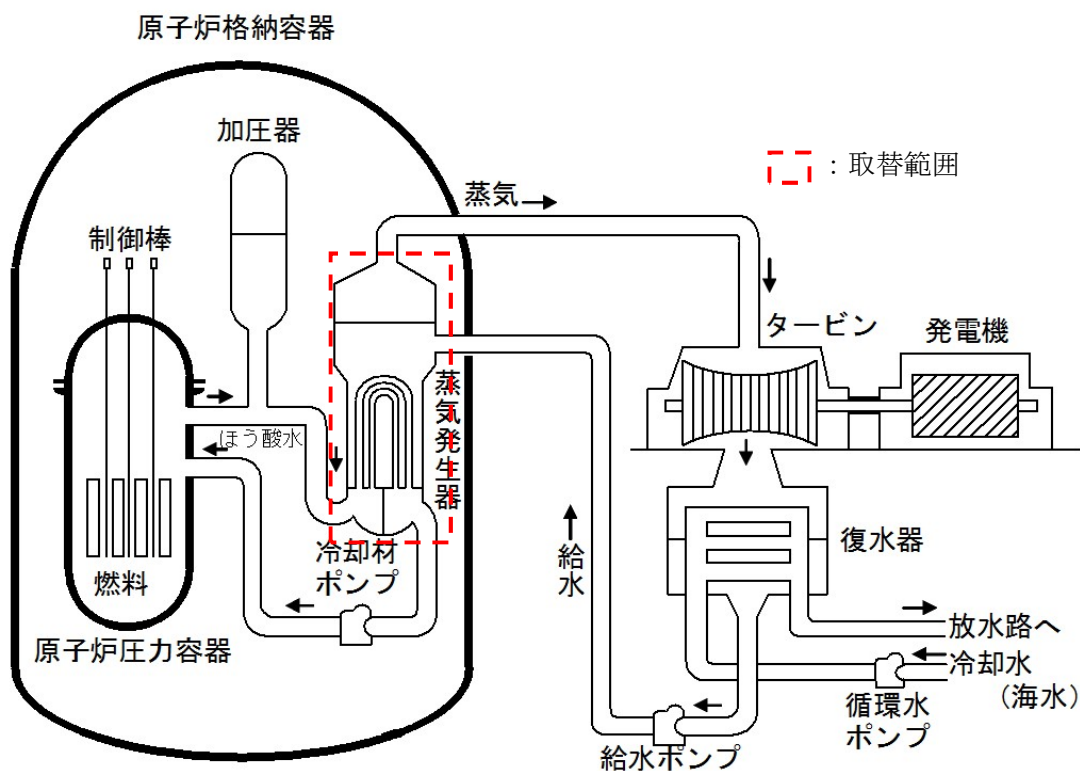 原子炉格納容器
加圧器
：取替範囲
蒸気
制御棒
タービン
発電機
蒸気発生器
ほう酸水
冷却材
ポンプ
燃料
原子炉圧力容器
給水
復水器
放水路へ
冷却水
（海水）
循環水
ポンプ
給水ポンプ